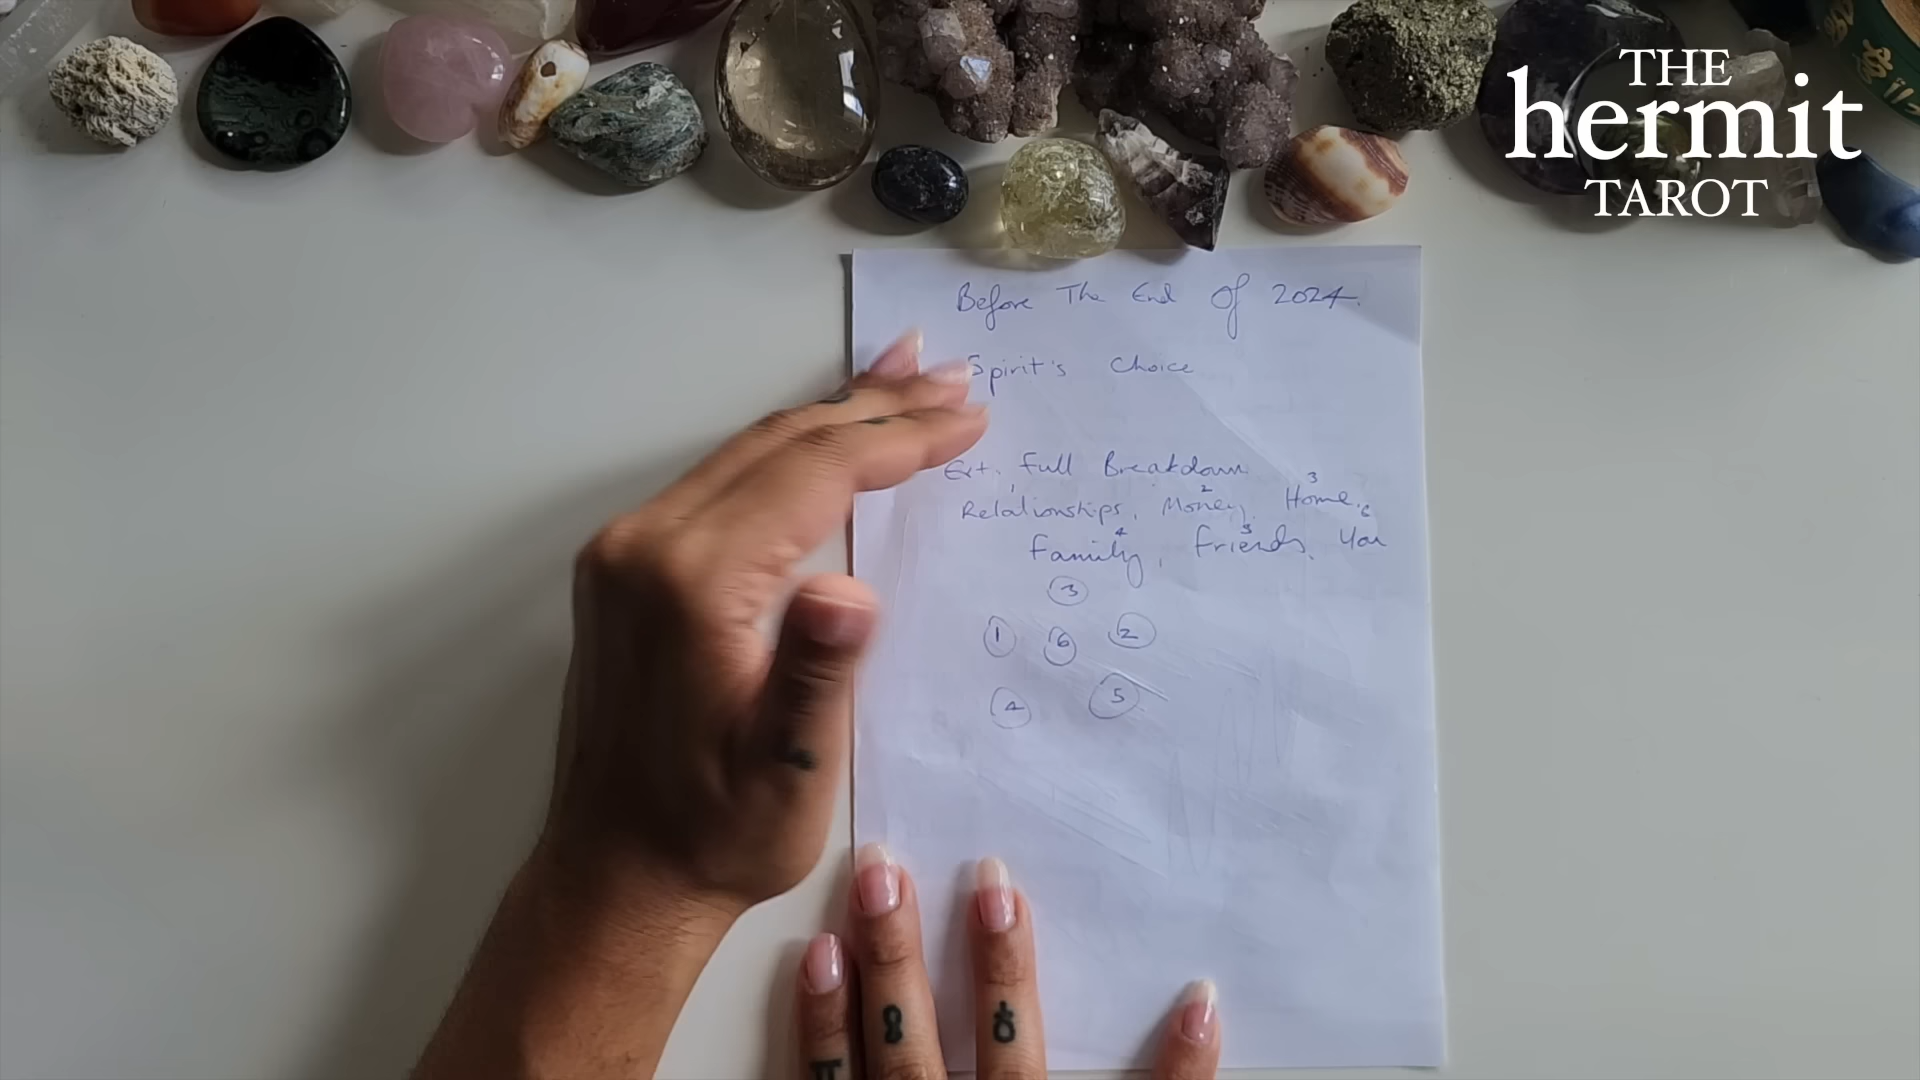 THE
hermit
TAROT
Before The End Of 2024.
Spirit's Choice
Ext. Full Breakdown
1 2 3
Relationships, Money, Home, 6
4 5
Family, Friends, You
3
1 6 2
4 5